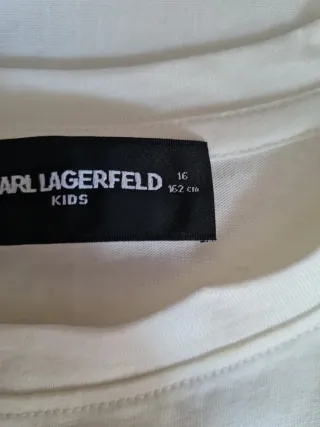 ARL LAGERFELD
KIDS
16
162 cm